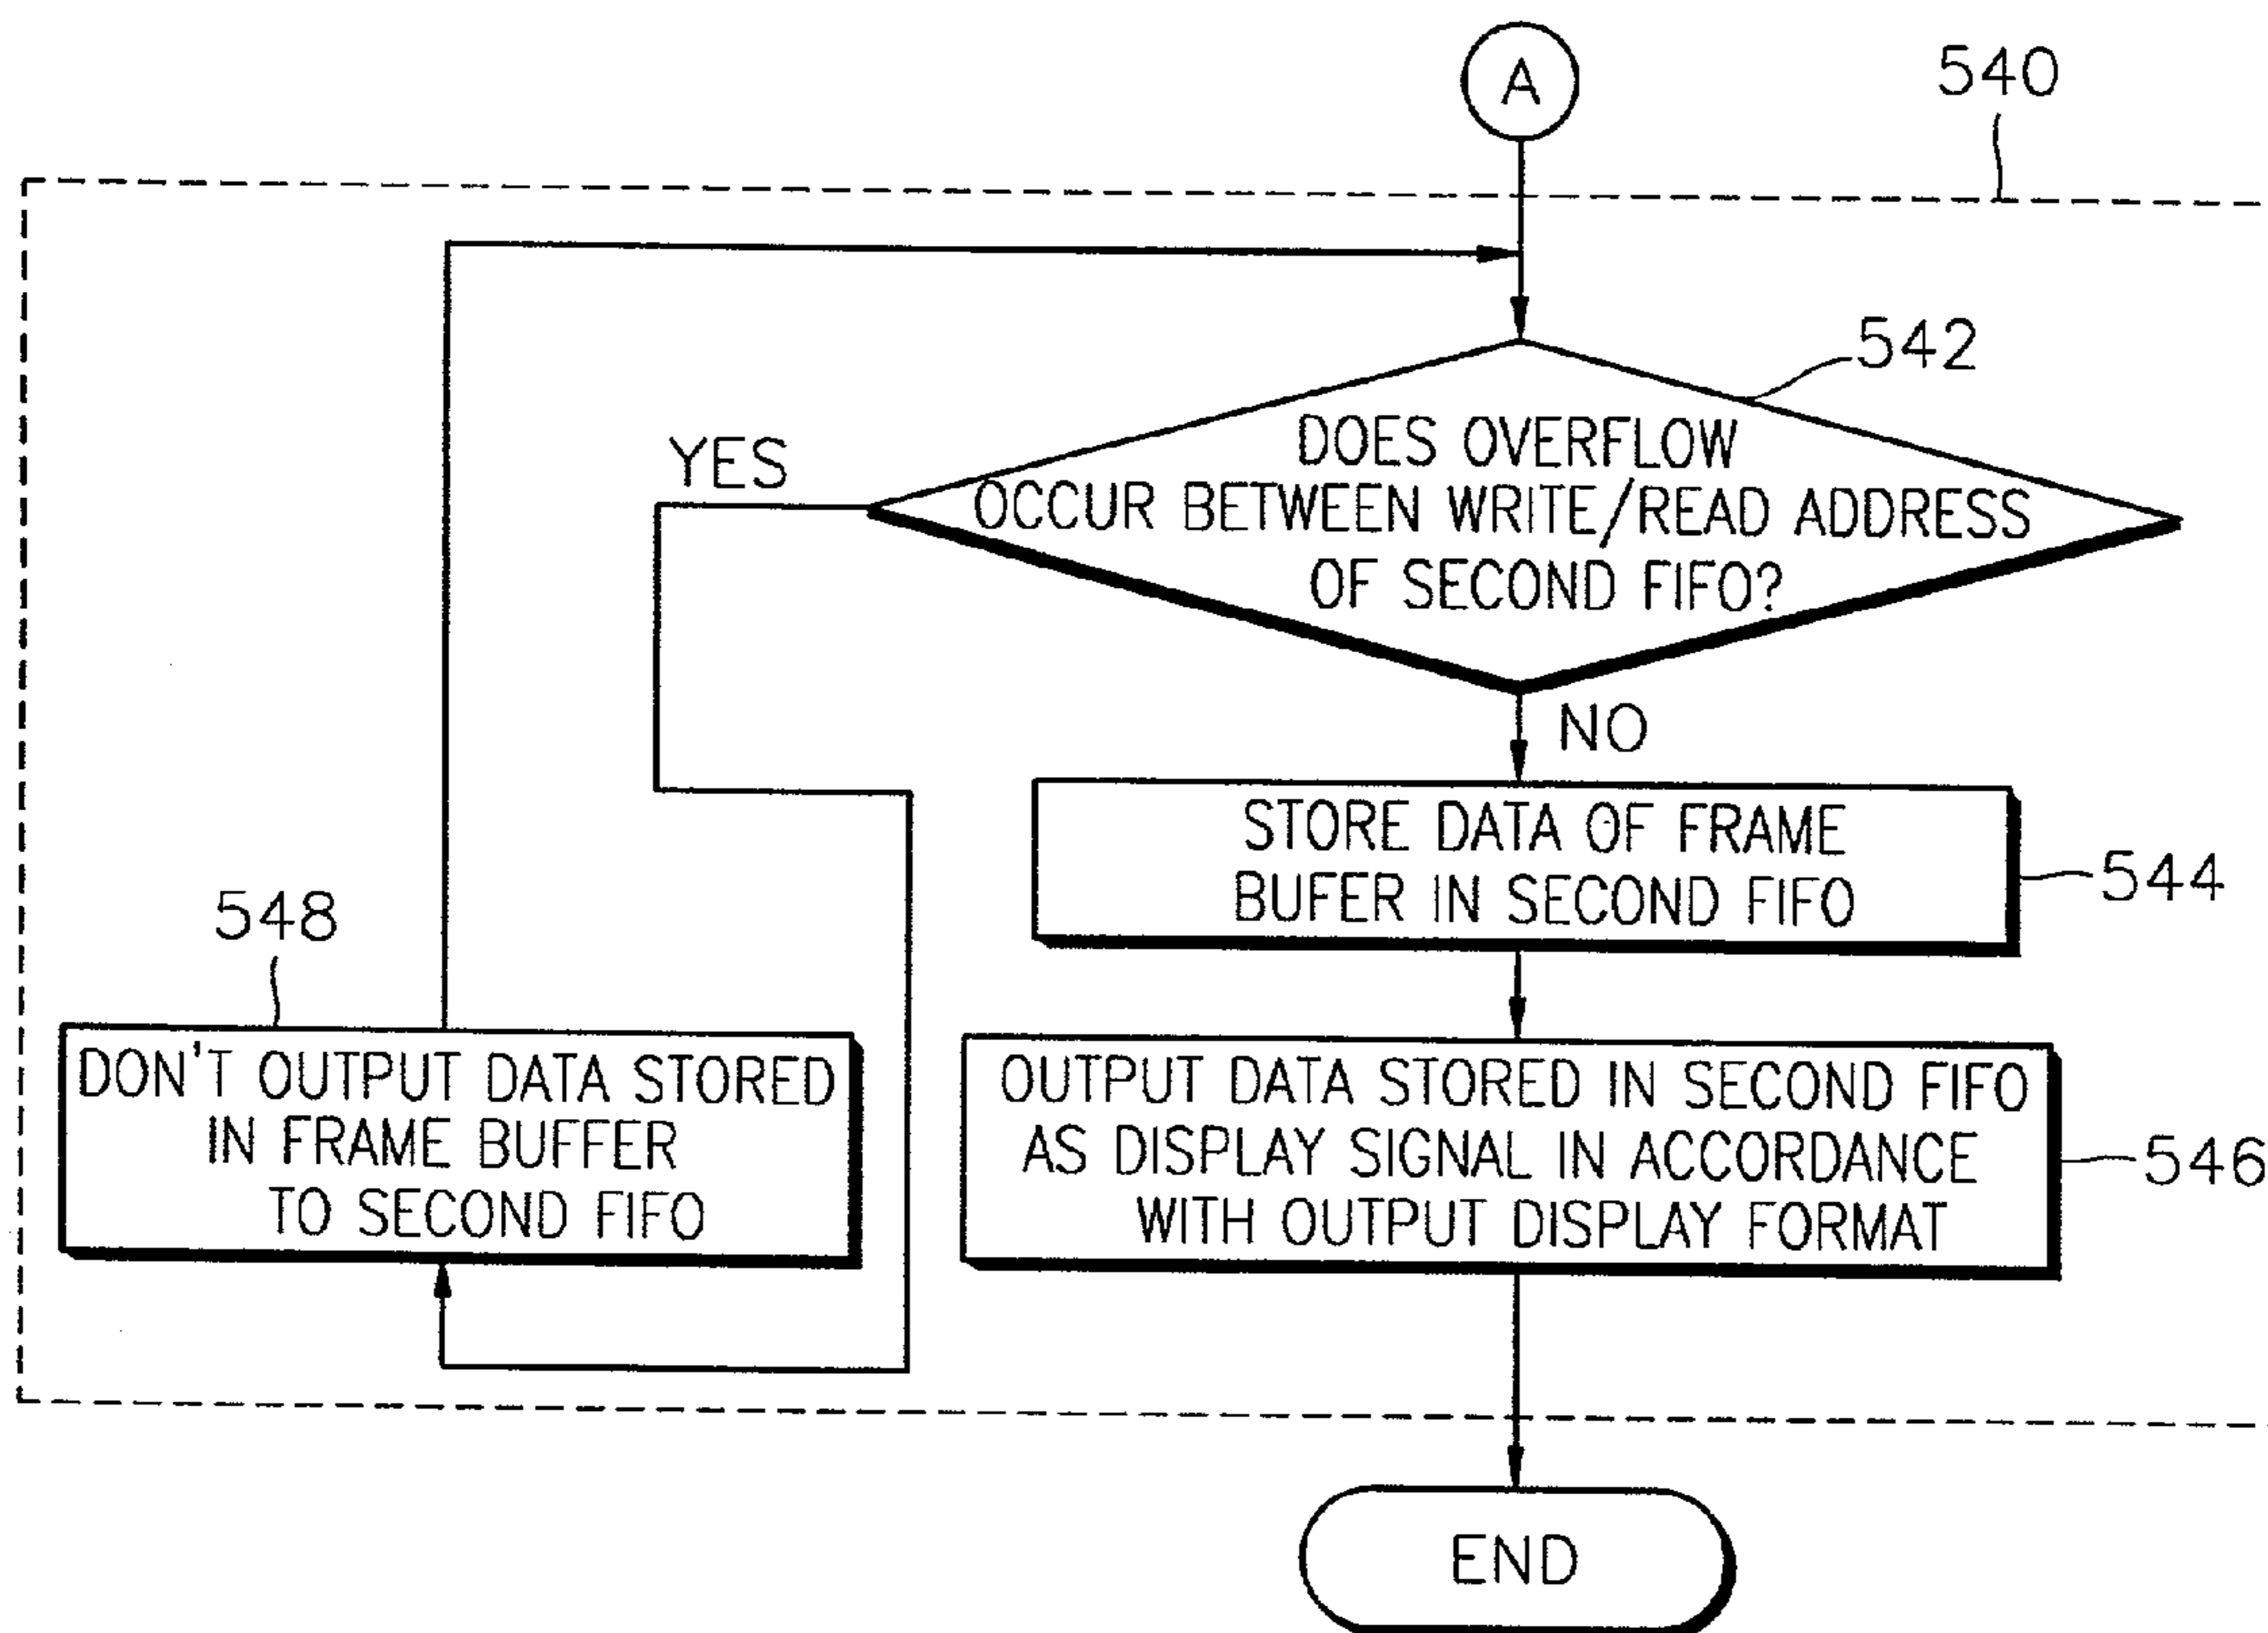 A
540
542
YES
DOES OVERFLOW
OCCUR BETWEEN WRITE/READ ADDRESS
OF SECOND FIFO?
NO
STORE DATA OF FRAME
BUFER IN SECOND FIFO
544
548
DON'T OUTPUT DATA STORED
IN FRAME BUFFER
TO SECOND FIFO
OUTPUT DATA STORED IN SECOND FIFO
AS DISPLAY SIGNAL IN ACCORDANCE
WITH OUTPUT DISPLAY FORMAT
546
END